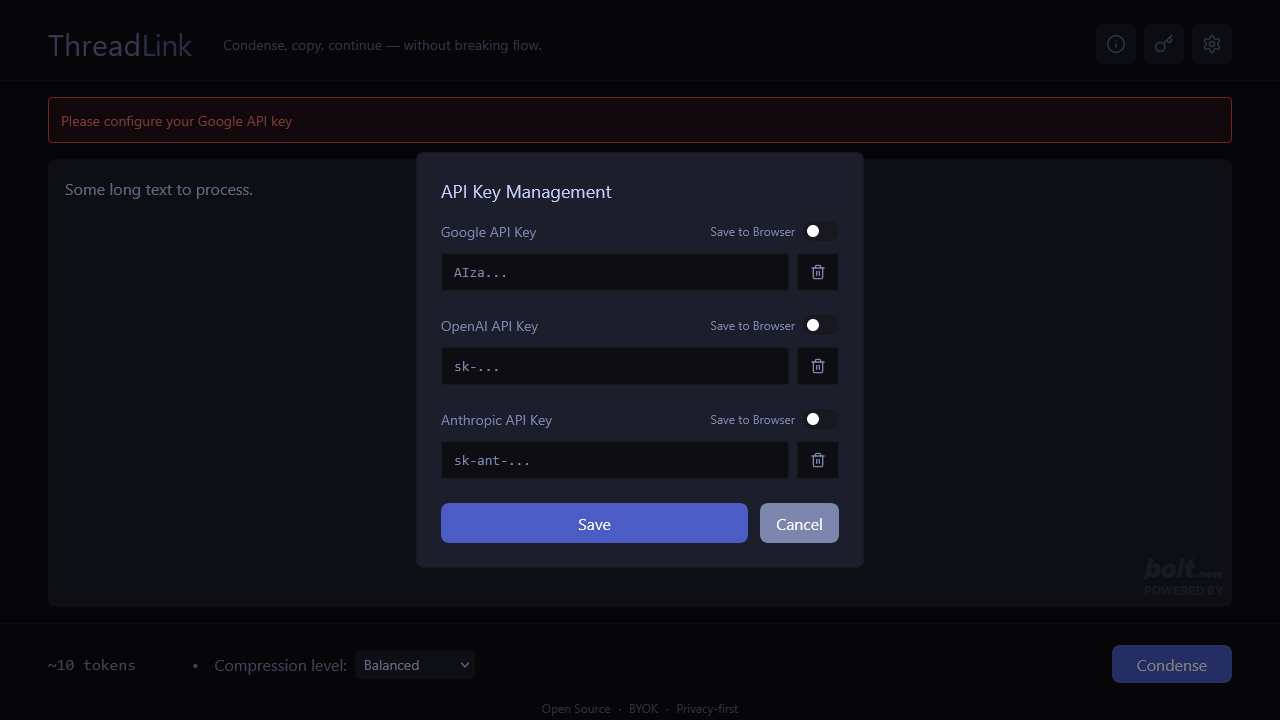 ThreadLink
Condense, copy, continue — without breaking flow.
Please configure your Google API key
Some long text to process.
API Key Management
Google API Key
Save to Browser
AIza...
OpenAI API Key
Save to Browser
sk-...
Anthropic API Key
Save to Browser
sk-ant-...
Save
Cancel
bolt.new
POWERED BY
~10 tokens
•
Compression level:
Balanced
Condense
Open Source · BYOK · Privacy-first